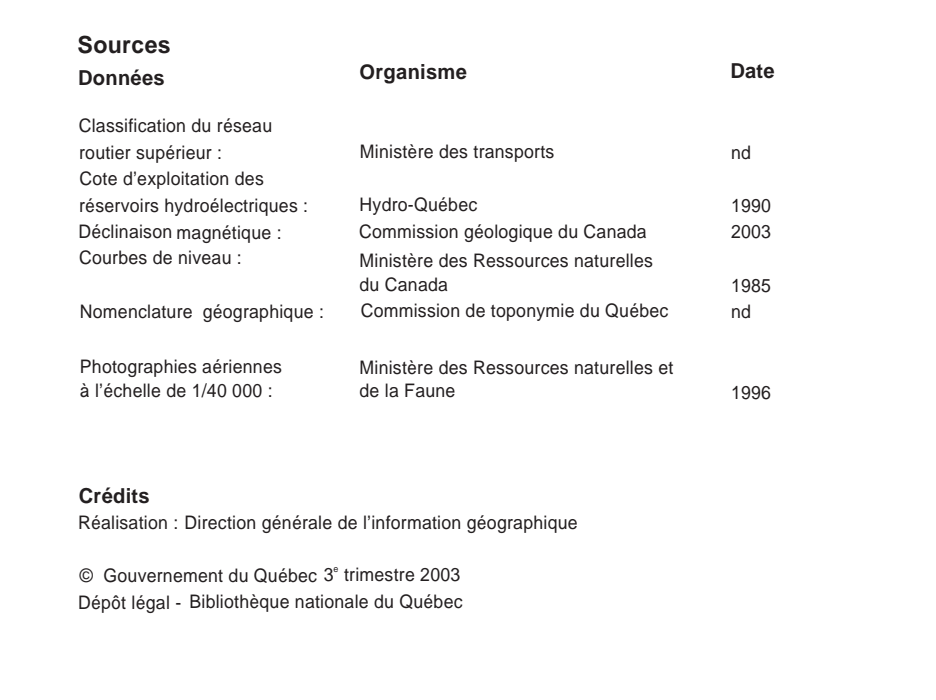 Sources
Données Organisme Date
Classification du réseau
routier supérieur : Ministère des transports nd
Cote d'exploitation des
réservoirs hydroélectriques : Hydro-Québec 1990
Déclinaison magnétique : Commission géologique du Canada 2003
Courbes de niveau : Ministère des Ressources naturelles
du Canada 1985
Nomenclature géographique : Commission de toponymie du Québec nd
Photographies aériennes Ministère des Ressources naturelles et
à l'échelle de 1/40 000 : de la Faune 1996
Crédits
Réalisation : Direction générale de l'information géographique
© Gouvernement du Québec 3e trimestre 2003
Dépôt légal - Bibliothèque nationale du Québec